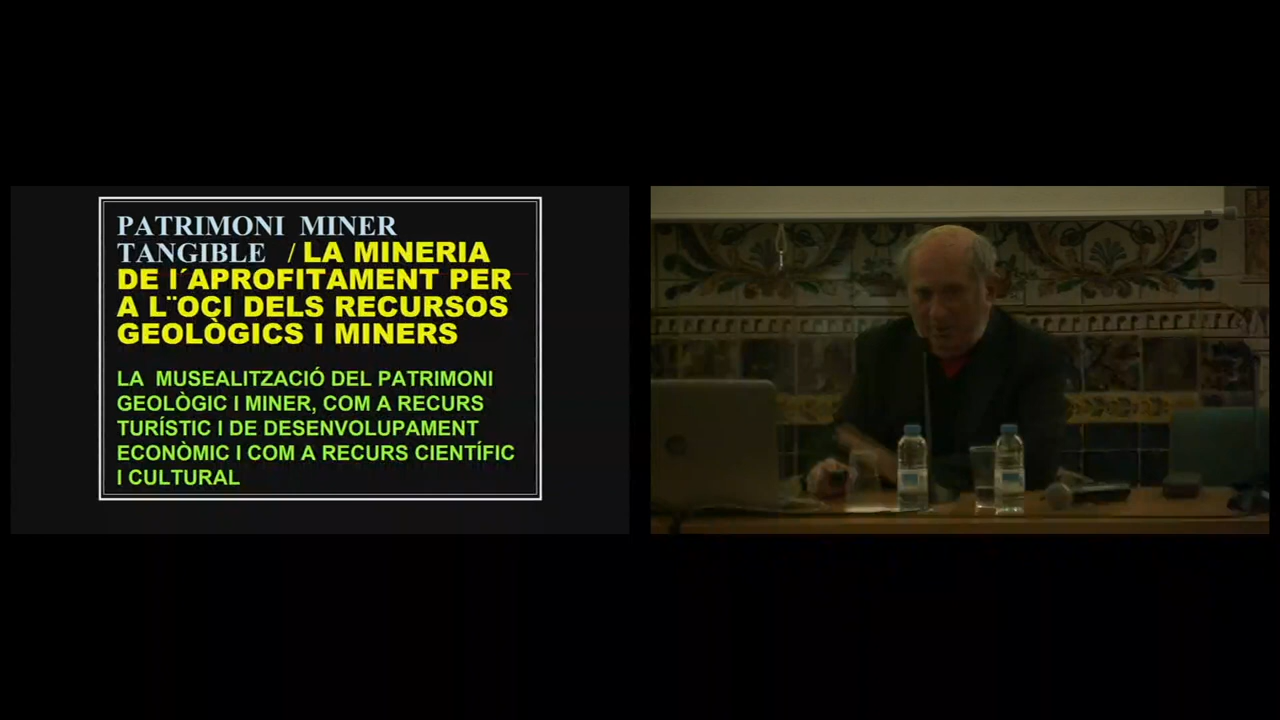 PATRIMONI MINER
TANGIBLE / LA MINERIA
DE l´APROFITAMENT PER
A L¨OCI DELS RECURSOS
GEOLÒGICS I MINERS
LA MUSEALITZACIÓ DEL PATRIMONI
GEOLÒGIC I MINER, COM A RECURS
TURÍSTIC I DE DESENVOLUPAMENT
ECONÒMIC I COM A RECURS CIENTÍFIC
I CULTURAL